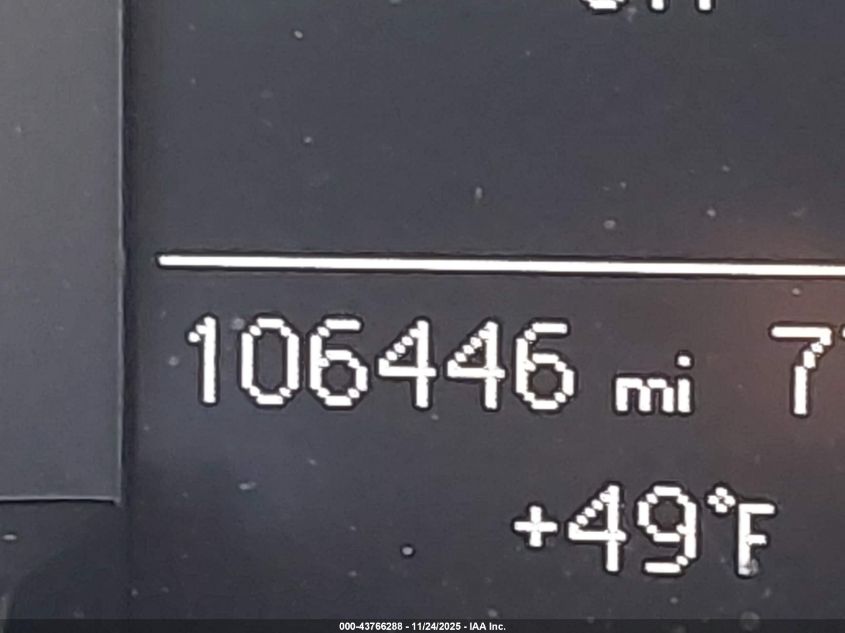 106446 mi
+49°F
000-43766288 - 11/24/2025 - IAA Inc.